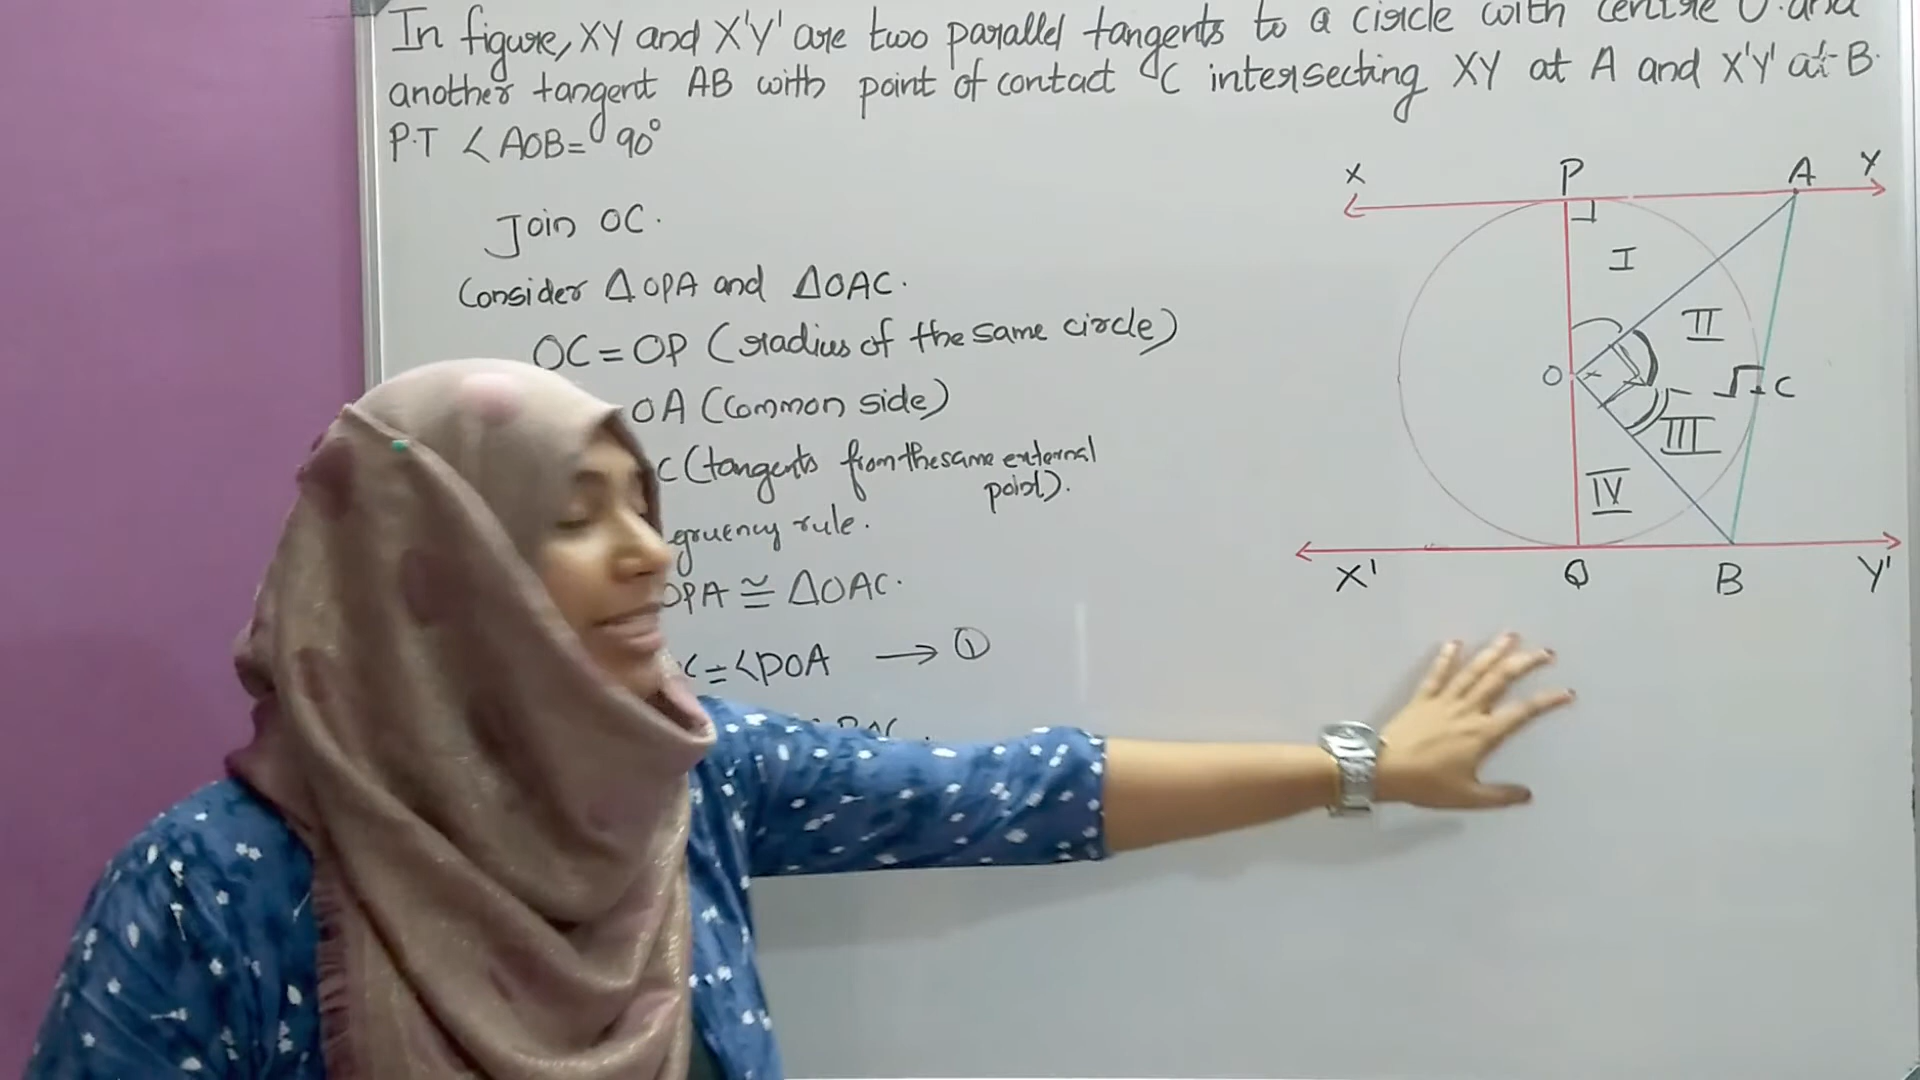 In figure, XY and X'Y' are two parallel tangents to a circle with centre O. and
another tangent AB with point of contact C intersecting XY at A and X'Y' at B.
P.T <AOB= 90°
Join OC.
Consider ΔOPA and ΔOAC.
OC = OP (radius of the same circle)
OA (Common side)
C (tangents from the same external
point).
gruency rule.
OPA ≅ ΔOAC.
= <POA → ①
X P A Y
I
II
O C
III
IV
X' Q B Y'